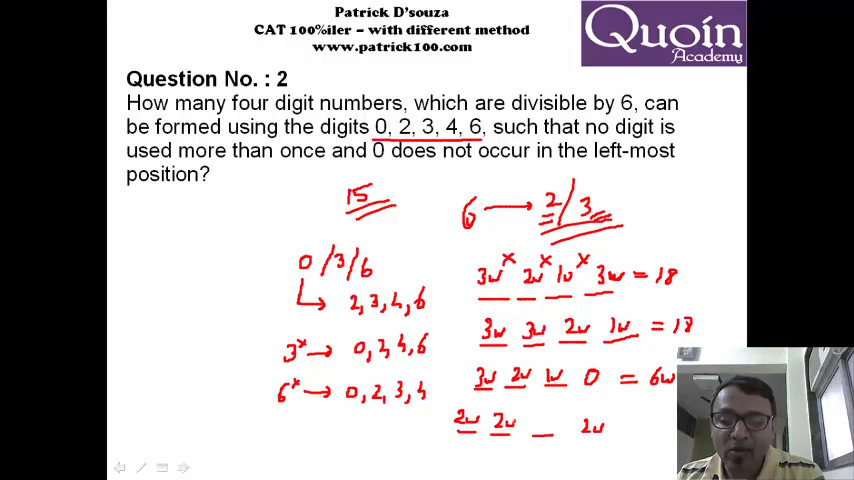 Patrick D'souza
CAT 100%iler – with different method
www.patrick100.com
Quoin
Academy
Question No. : 2
How many four digit numbers, which are divisible by 6, can
be formed using the digits 0, 2, 3, 4, 6, such that no digit is
used more than once and 0 does not occur in the left-most
position?
15
6 → 2/3
0/3/6
3w× 2w× 1w× 3w = 18
↳ 2, 3, 4, 6
3w 3w 2w 1w = 18
3× → 0, 2, 4, 6
3w 2w 1w 0 = 6w
6× → 0, 2, 3, 4
2w 2w _ 2w